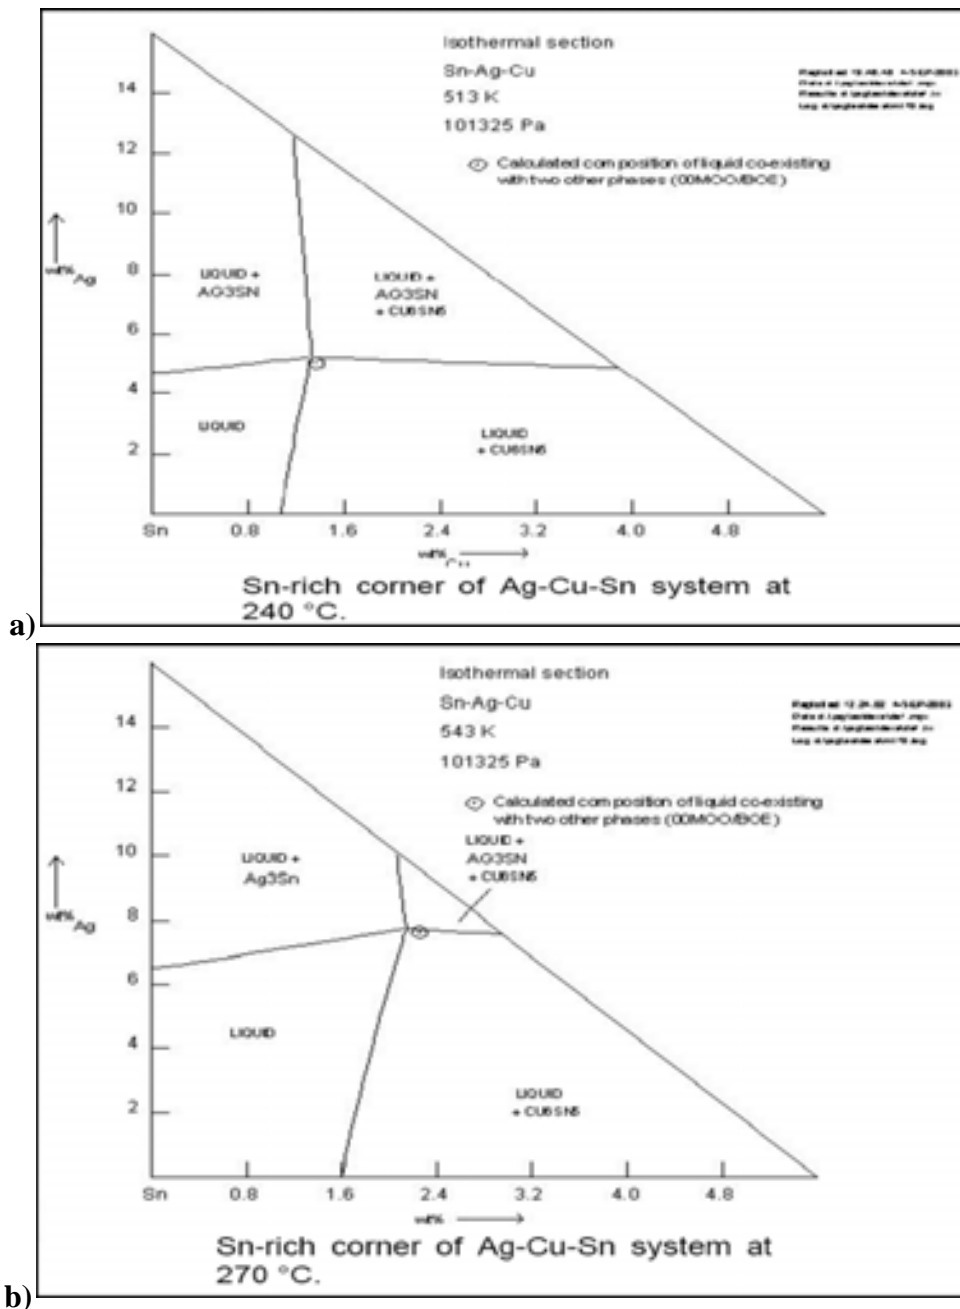 Isothermal section
Sn-Ag-Cu
513 K
101325 Pa
Calculated composition of liquid co-existing
with two other phases (00MOO/BOE)
14
12
10
8
6
4
2
wt% Ag
LIQUID +
AG3SN
LIQUID +
AG3SN
+ CU6SN5
LIQUID
LIQUID
+ CU6SN5
Sn 0.8 1.6 2.4 3.2 4.0 4.8
wt% Cu
Sn-rich corner of Ag-Cu-Sn system at
240 °C.
a)
Isothermal section
Sn-Ag-Cu
543 K
101325 Pa
Calculated composition of liquid co-existing
with two other phases (00MOO/BOE)
14
12
10
8
6
4
2
wt% Ag
LIQUID +
AG3SN
+ CU6SN5
LIQUID +
Ag3Sn
LIQUID
LIQUID
+ CU6SN5
Sn 0.8 1.6 2.4 3.2 4.0 4.8
wt%
Sn-rich corner of Ag-Cu-Sn system at
270 °C.
b)